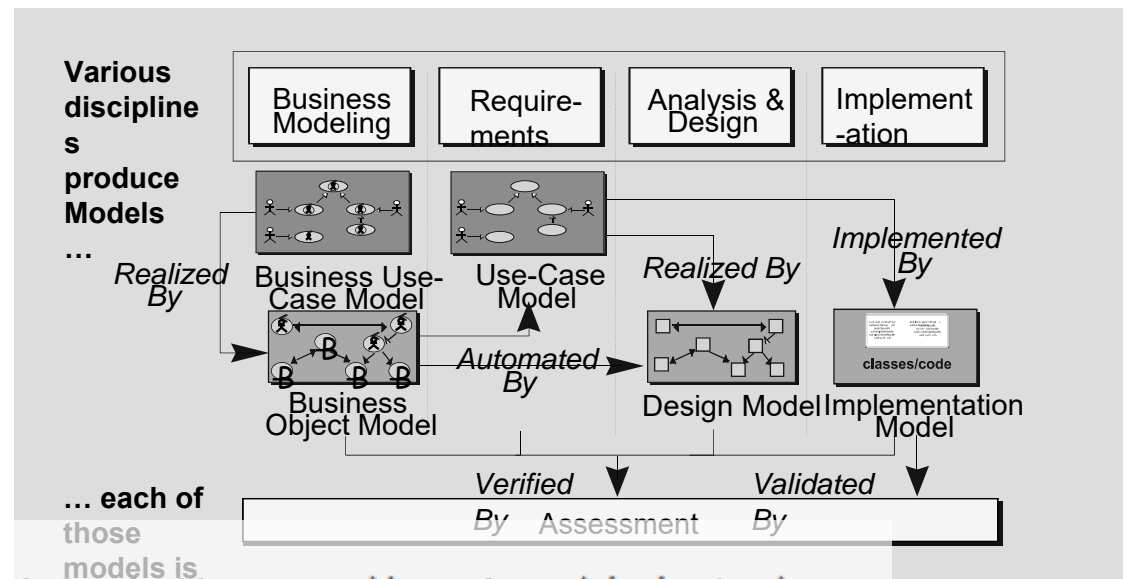 Various
discipline
s
produce
Models
…
Business
Modeling
Require-
ments
Analysis &
Design
Implement
-ation
Realized
By
Business Use-
Case Model
Use-Case
Model
Realized By
Implemented
By
B
B
B
B
Automated
By
classes/code
Business
Object Model
Design Model
Implementation
Model
Verified
By
Validated
By
Assessment
… each of
those
models is